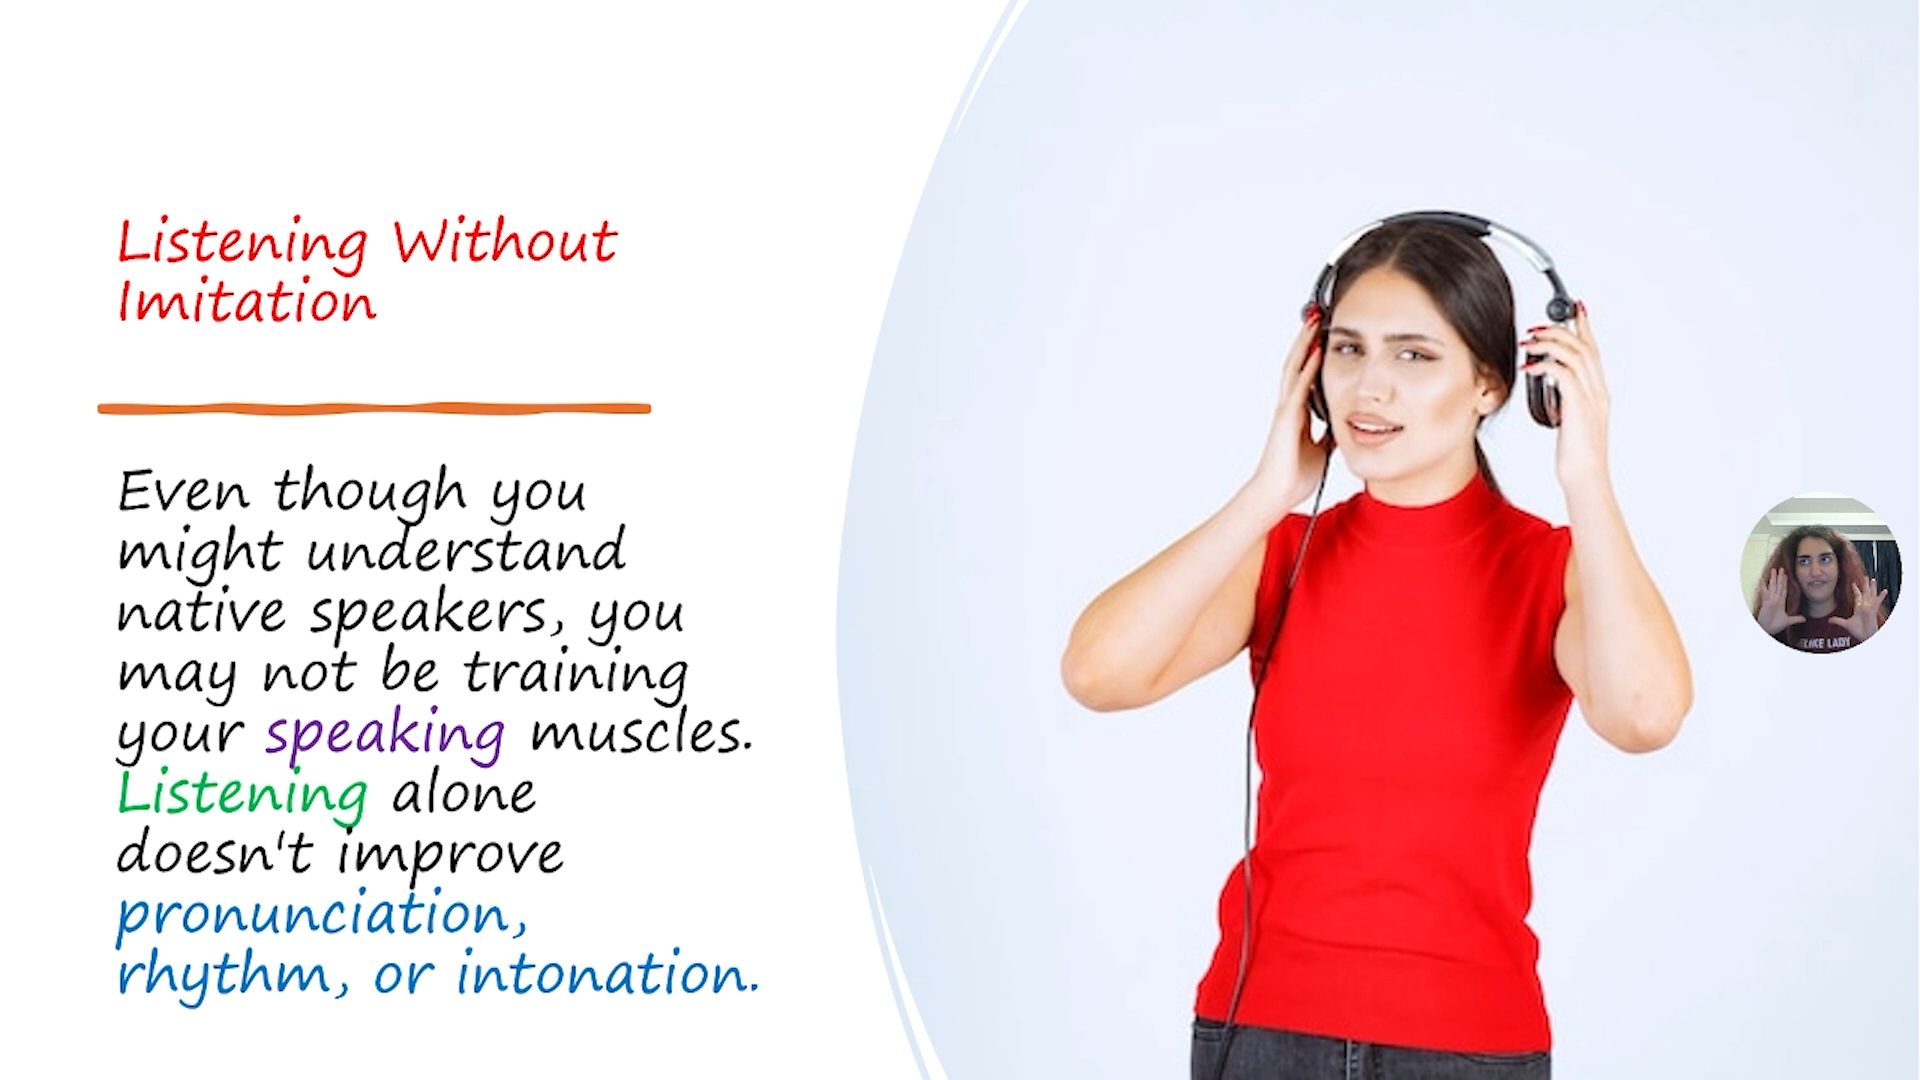 Listening Without
Imitation
Even though you
might understand
native speakers, you
may not be training
your speaking muscles.
Listening alone
doesn't improve
pronunciation,
rhythm, or intonation.
LADY